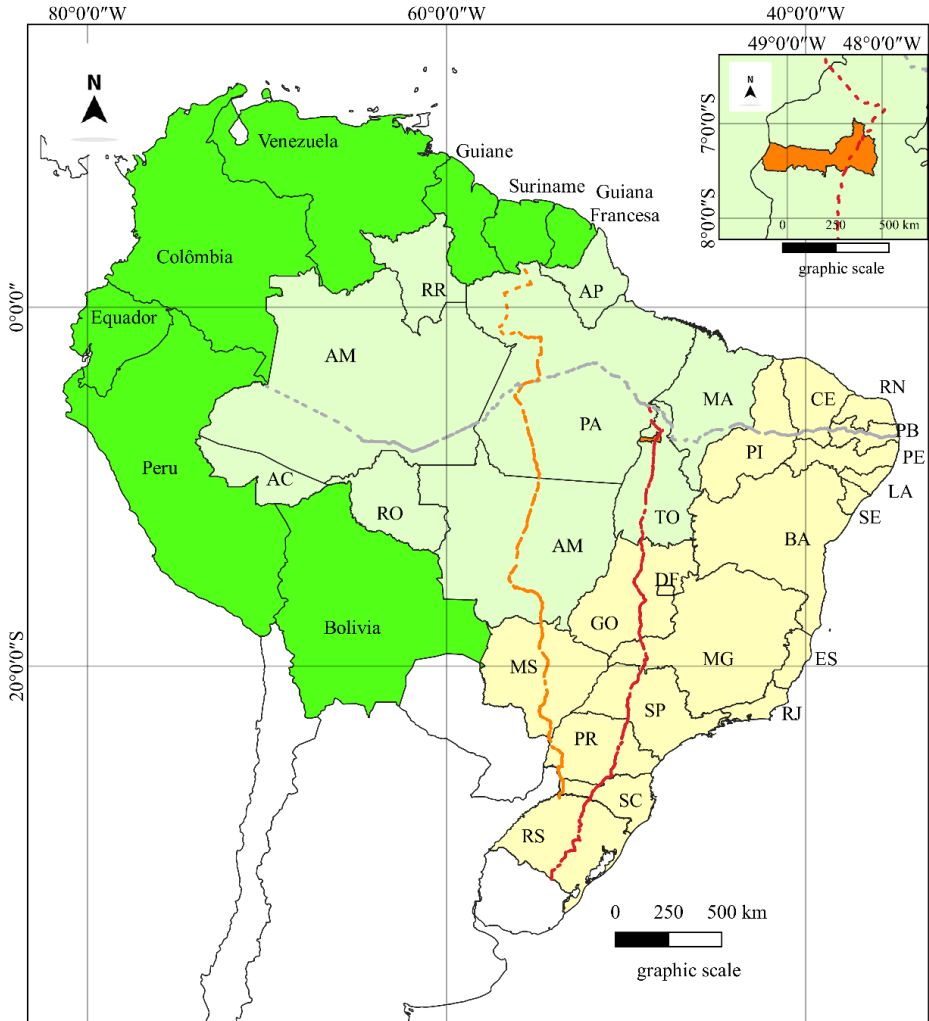 80°0'0"W 60°0'0"W 40°0'0"W
49°0'0"W 48°0'0"W
N
N
7°0'0"S
8°0'0"S
0 250 500 km
graphic scale
Venezuela
Guiane
Suriname
Guiana
Francesa
Colômbia
RR
AP
0°0'0"
Equador
AM
PA
MA
CE
RN
PB
PI
PE
Peru
AC
LA
RO
TO
SE
AM
BA
DF
Bolivia
GO
MS
MG
ES
20°0'0"S
SP
RJ
PR
SC
RS
0 250 500 km
graphic scale